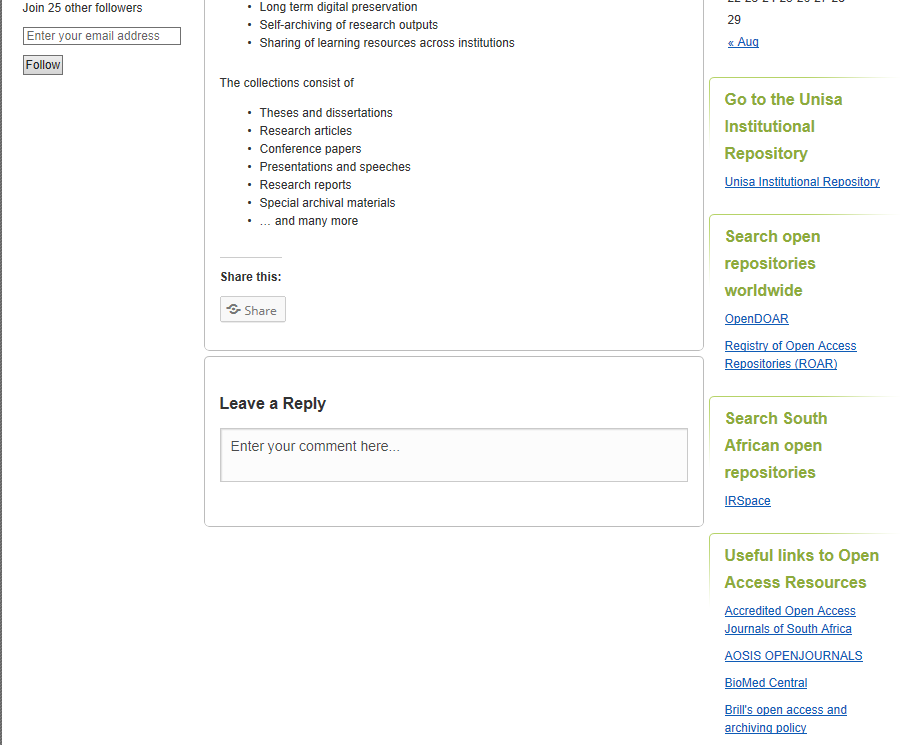 Join 25 other followers
Enter your email address
Follow
Long term digital preservation
Self-archiving of research outputs
Sharing of learning resources across institutions
The collections consist of
Theses and dissertations
Research articles
Conference papers
Presentations and speeches
Research reports
Special archival materials
… and many more
Share this:
Share
Leave a Reply
Enter your comment here...
29
« Aug
Go to the Unisa
Institutional
Repository
Unisa Institutional Repository
Search open
repositories
worldwide
OpenDOAR
Registry of Open Access
Repositories (ROAR)
Search South
African open
repositories
IRSpace
Useful links to Open
Access Resources
Accredited Open Access
Journals of South Africa
AOSIS OPENJOURNALS
BioMed Central
Brill's open access and
archiving policy